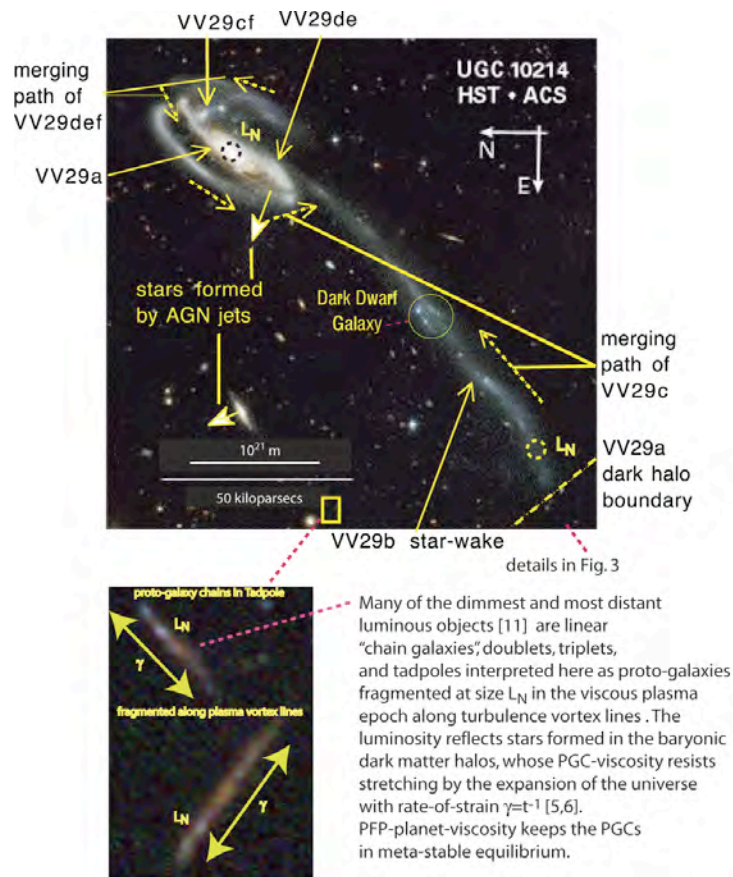 VV29cf
VV29de
merging
path of
VV29def
UGC 10214
HST • ACS
L_N
N
E
VV29a
stars formed
by AGN jets
Dark Dwarf
Galaxy
merging
path of
VV29c
10²¹ m
L_N
50 kiloparsecs
VV29a
dark halo
boundary
VV29b star-wake
details in Fig. 3
proto-galaxy chains in Tadpole
L_N
γ
fragmented along plasma vortex lines
γ
L_N
Many of the dimmest and most distant
luminous objects [11] are linear
“chain galaxies”, doublets, triplets,
and tadpoles interpreted here as proto-galaxies
fragmented at size L_N in the viscous plasma
epoch along turbulence vortex lines . The
luminosity reflects stars formed in the baryonic
dark matter halos, whose PGC-viscosity resists
stretching by the expansion of the universe
with rate-of-strain γ=t⁻¹ [5,6].
PFP-planet-viscosity keeps the PGCs
in meta-stable equilibrium.